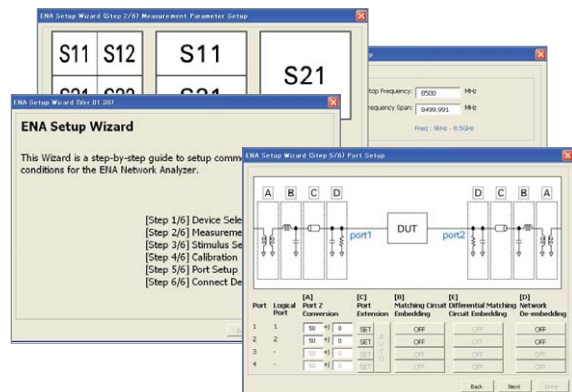 ENA Setup Wizard (Step 2/6) Measurement Parameter Setup
S11 S12 S11
S21
S21 S22 S21
Stop Frequency: 8500 MHz
Frequency Span: 8499.991 MHz
Freq : 9kHz - 8.5GHz
ENA Setup Wizard (Ver.01.20)
ENA Setup Wizard
This Wizard is a step-by-step guide to setup comm
conditions for the ENA Network Analyzer.
[Step 1/6] Device Sele
[Step 2/6] Measureme
[Step 3/6] Stimulus Se
[Step 4/6] Calibration
[Step 5/6] Port Setup
[Step 6/6] Connect De
ENA Setup Wizard (Step 5/6) Port Setup
A B C D D C B A
port1 DUT port2
[A] [C] [B] [E] [D]
Port Logical Port Z Port Matching Circuit Differential Matching Network
Port Conversion Extension Embedding Circuit Embedding De-embedding
1 1 50 +j 0 SET OFF OFF OFF
2 2 50 +j 0 SET OFF OFF OFF
3 - 50 +j 0 SET OFF OFF OFF
4 - 50 +j 0 SET OFF OFF OFF
AUTO
Back Next Done